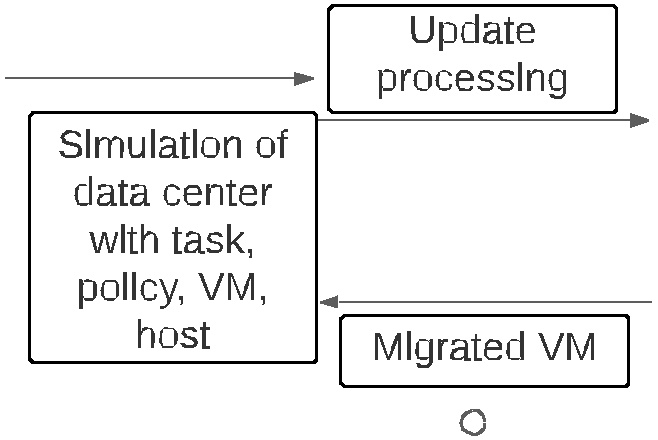 Update
processing
Simulation of
data center
with task,
policy, VM,
host
Migrated VM